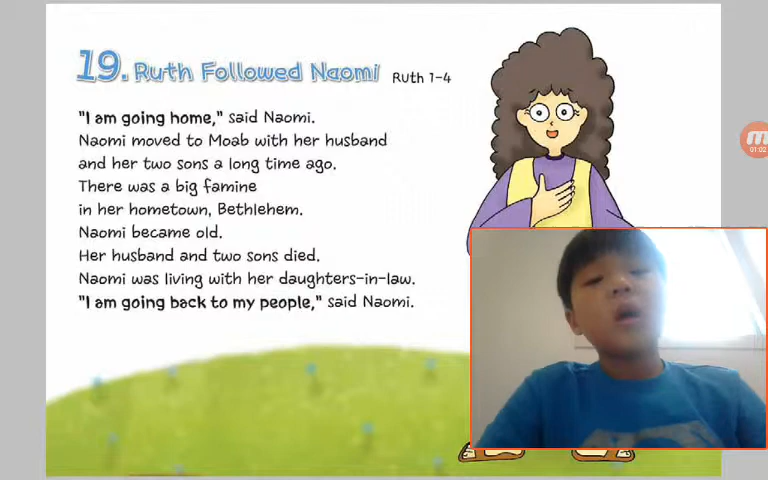 19. Ruth Followed Naomi Ruth 1-4
"I am going home," said Naomi.
Naomi moved to Moab with her husband
and her two sons a long time ago.
There was a big famine
in her hometown, Bethlehem.
Naomi became old.
Her husband and two sons died.
Naomi was living with her daughters-in-law.
"I am going back to my people," said Naomi.
01:02